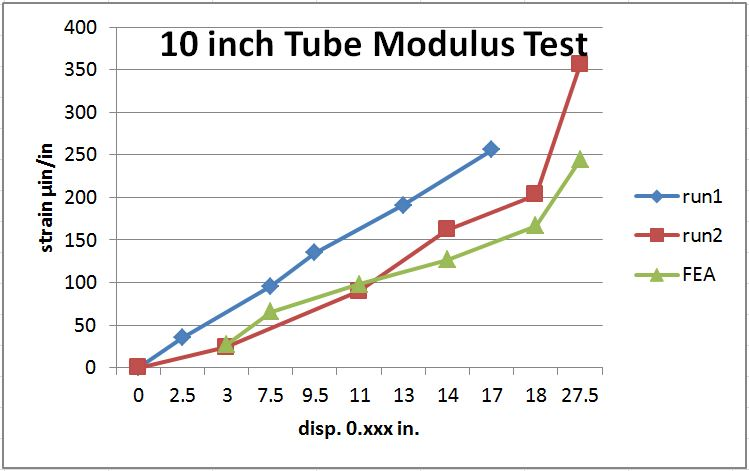 10 inch Tube Modulus Test
400
350
300
250
200
150
100
50
0
strain µin/in
0 2.5 3 7.5 9.5 11 13 14 17 18 27.5
disp. 0.xxx in.
run1
run2
FEA